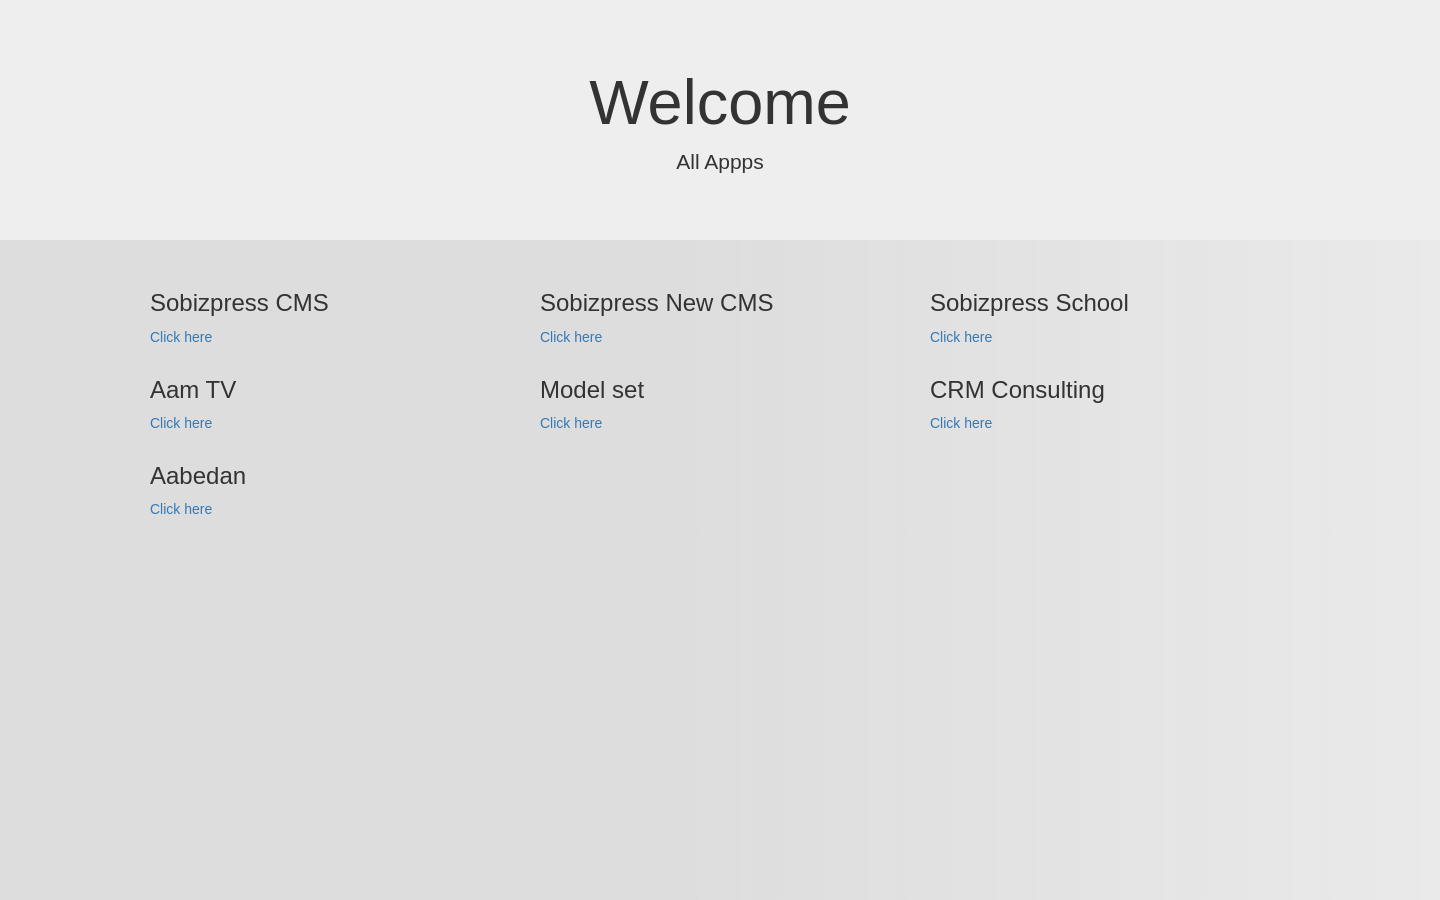 Welcome
All Appps
Sobizpress CMS
Click here
Sobizpress New CMS
Click here
Sobizpress School
Click here
Aam TV
Click here
Model set
Click here
CRM Consulting
Click here
Aabedan
Click here